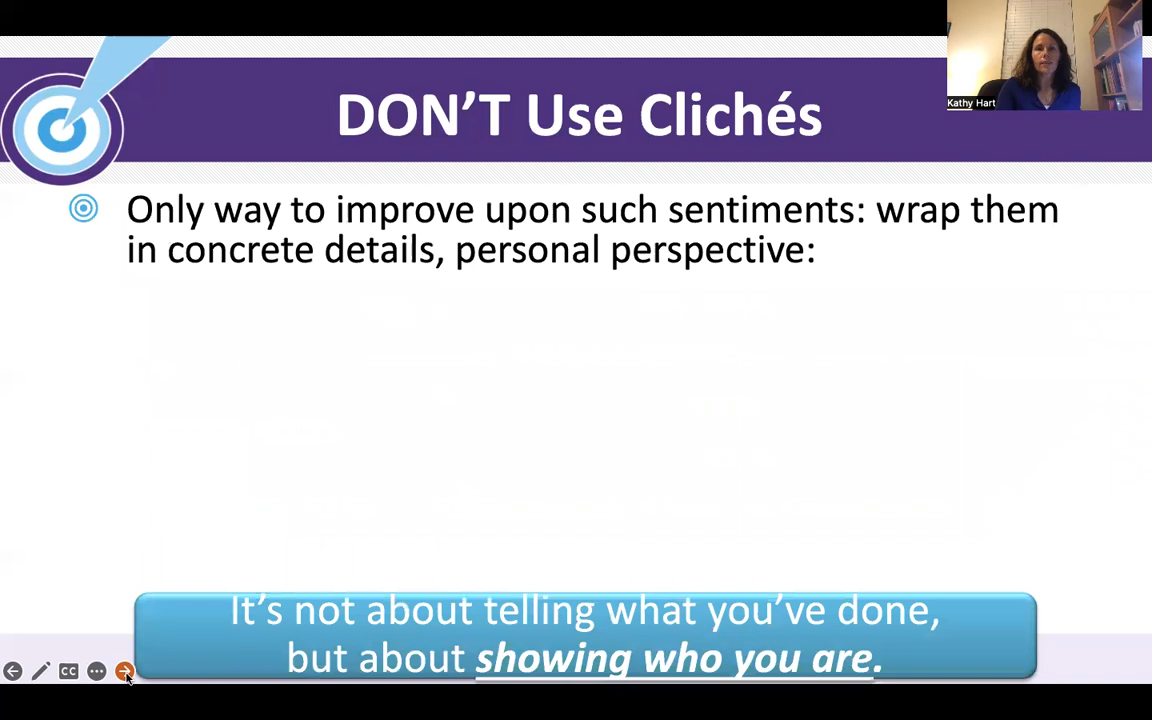 Kathy Hart
DON’T Use Clichés
Only way to improve upon such sentiments: wrap them
in concrete details, personal perspective:
It’s not about telling what you’ve done,
but about showing who you are.
CC